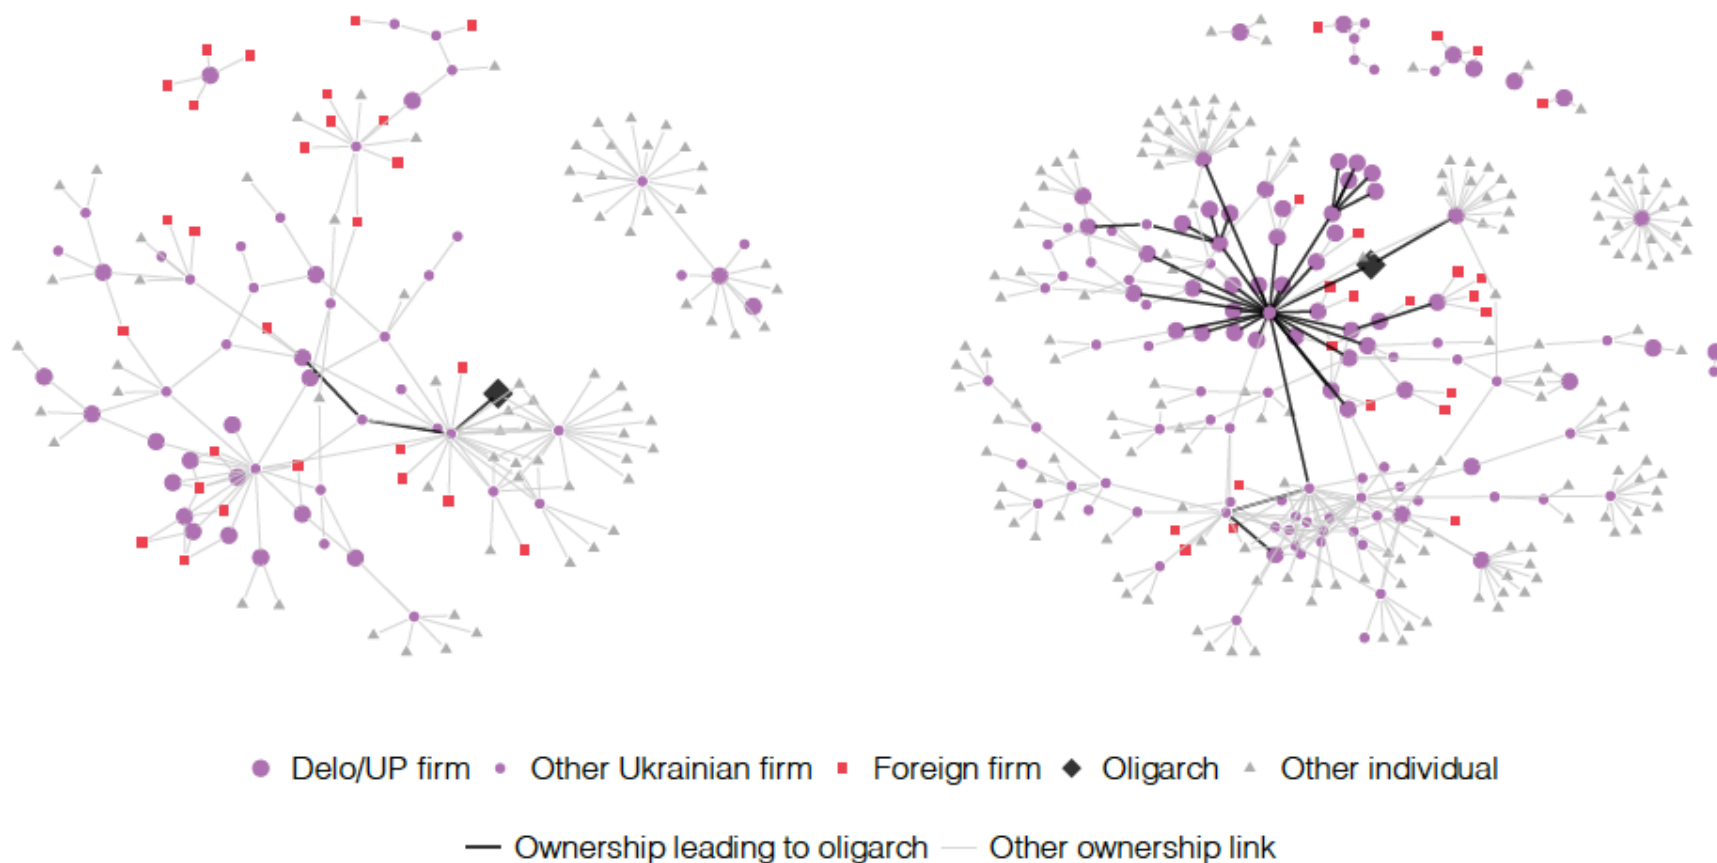 Delo/UP firm Other Ukrainian firm Foreign firm Oligarch Other individual
Ownership leading to oligarch Other ownership link